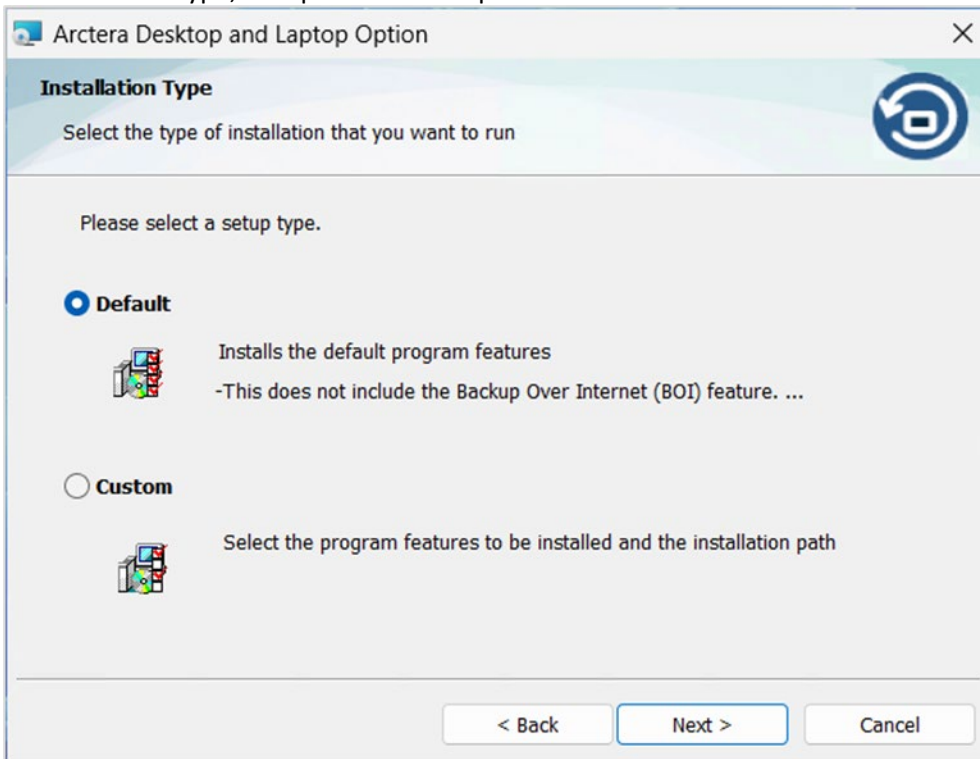 Arctera Desktop and Laptop Option
Installation Type
Select the type of installation that you want to run
Please select a setup type.
Default
Installs the default program features
-This does not include the Backup Over Internet (BOI) feature. ...
Custom
Select the program features to be installed and the installation path
< Back Next > Cancel